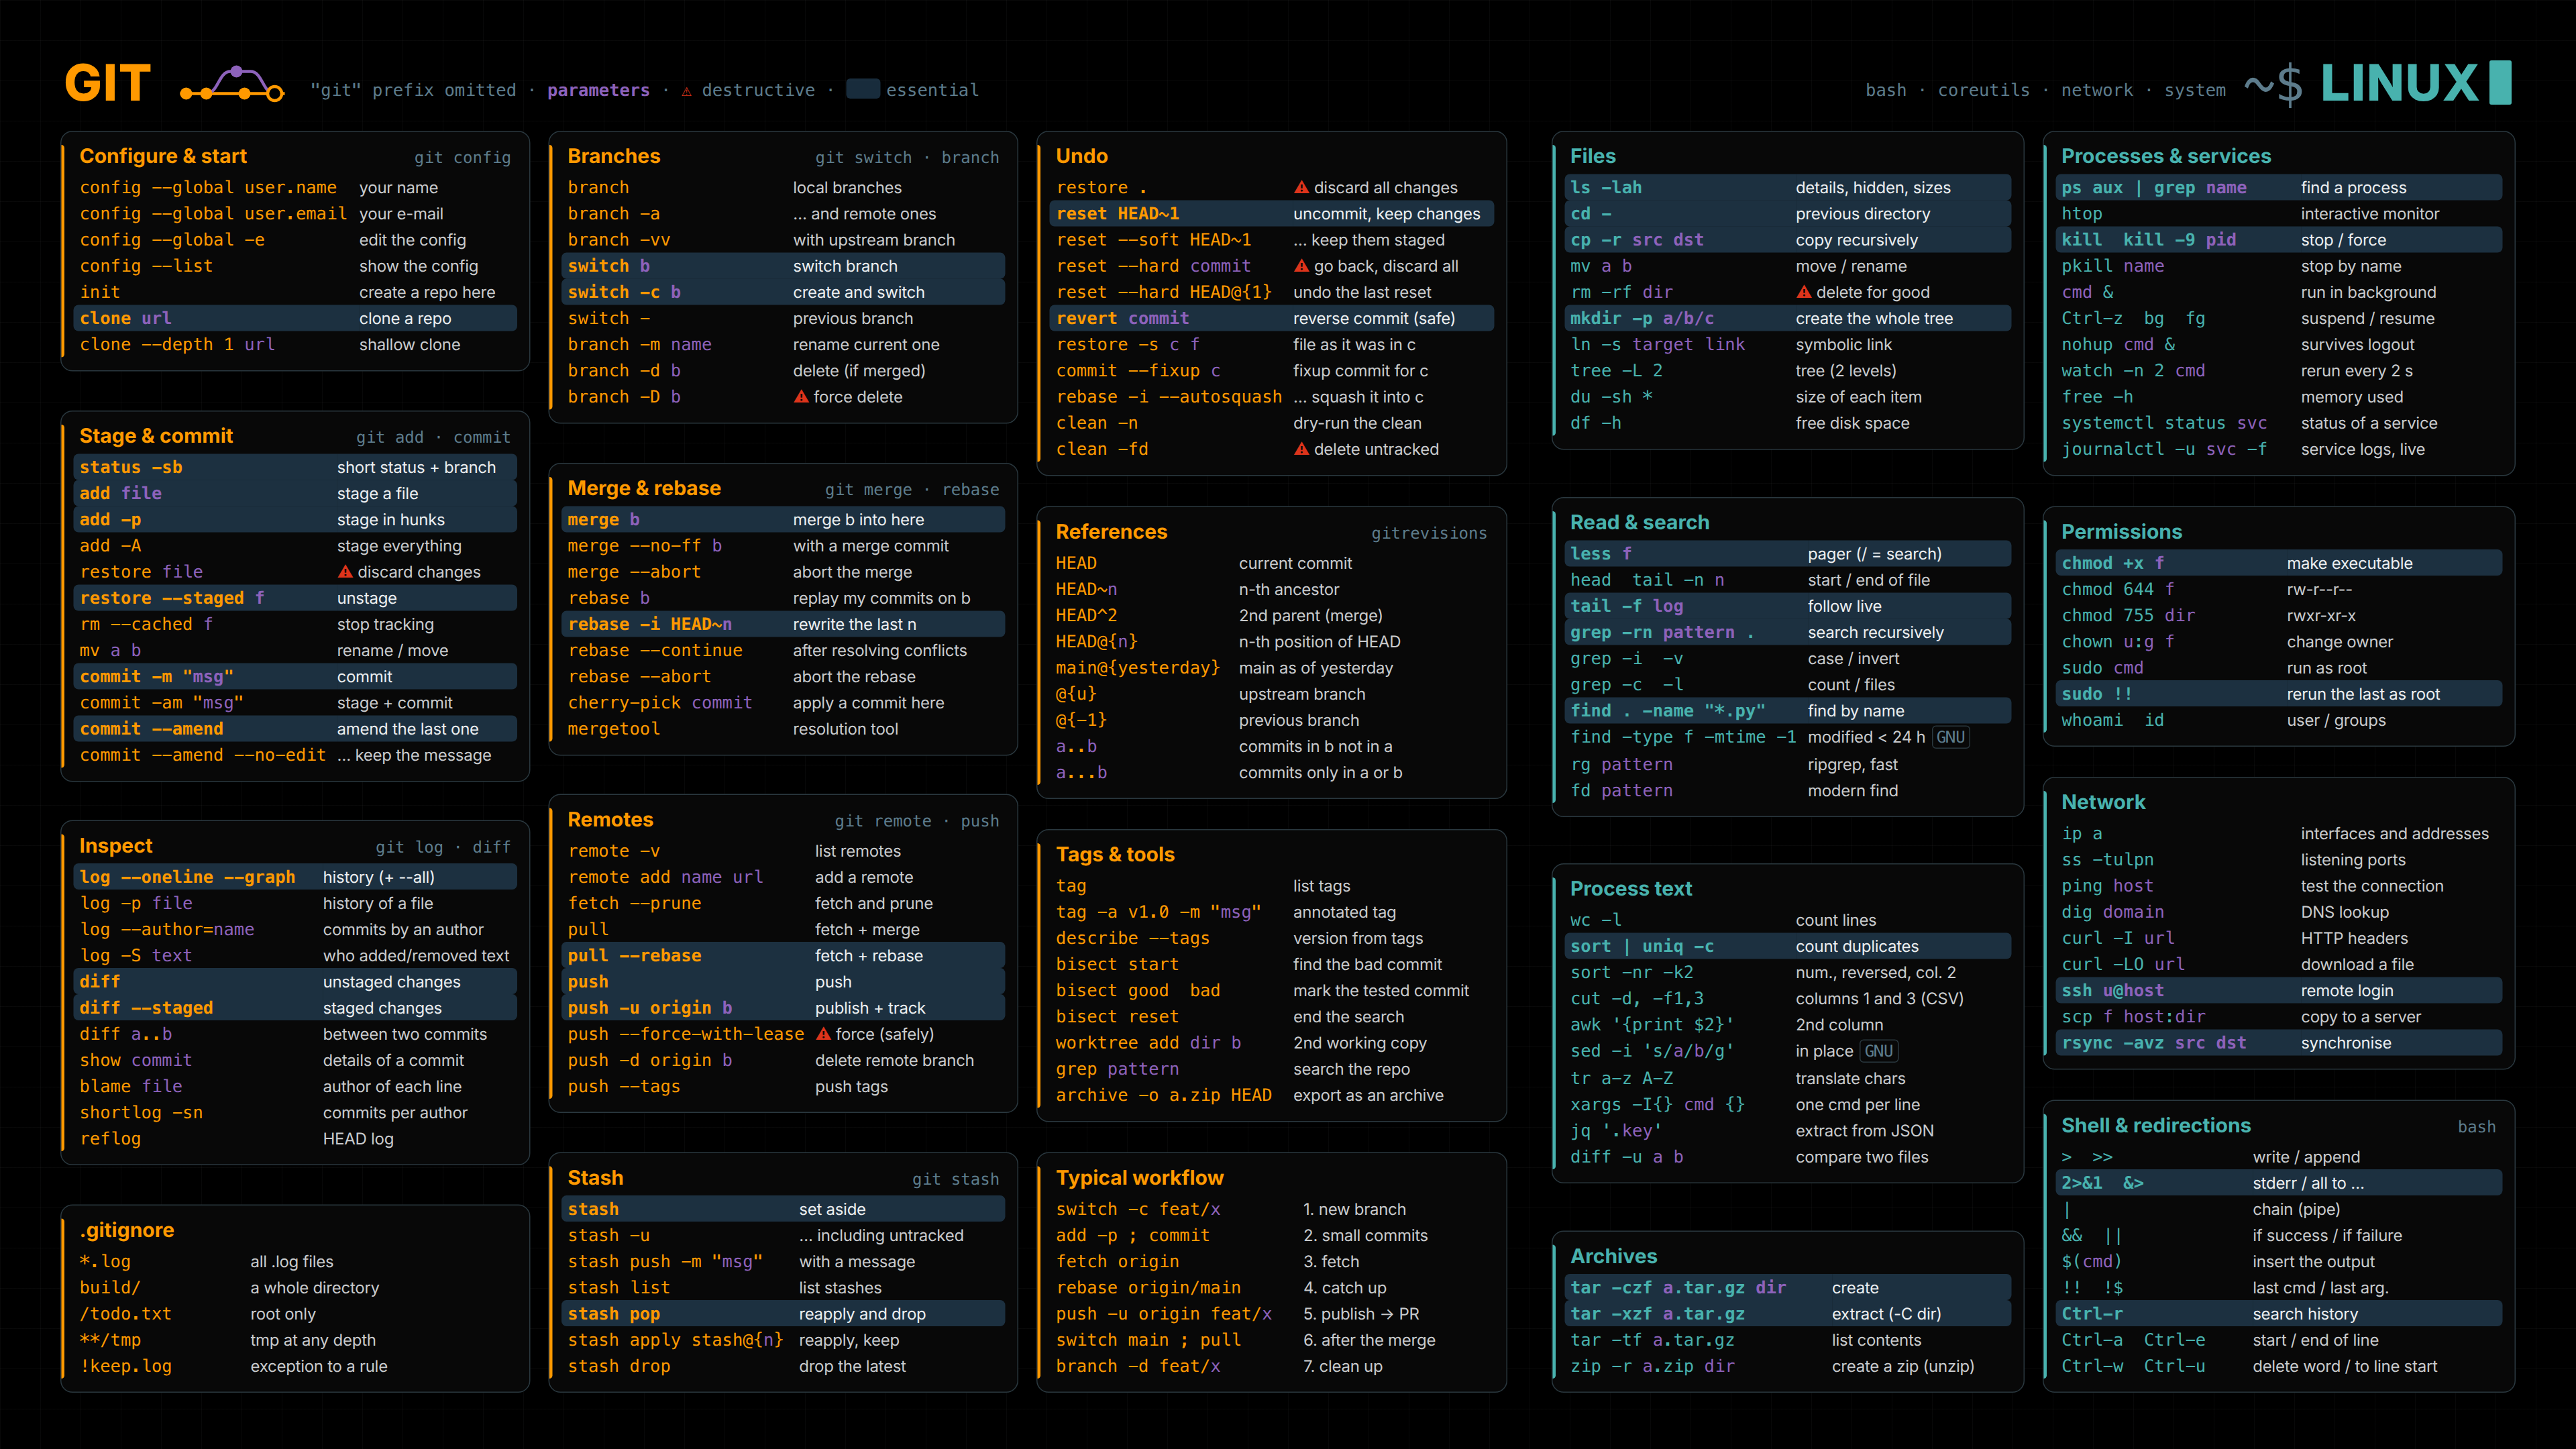 GIT
"git" prefix omitted · parameters · ⚠ destructive · essential
bash · coreutils · network · system
~$ LINUX
Configure & start git config
config --global user.name your name
config --global user.email your e-mail
config --global -e edit the config
config --list show the config
init create a repo here
clone url clone a repo
clone --depth 1 url shallow clone
Stage & commit git add · commit
status -sb short status + branch
add file stage a file
add -p stage in hunks
add -A stage everything
restore file ⚠ discard changes
restore --staged f unstage
rm --cached f stop tracking
mv a b rename / move
commit -m "msg" commit
commit -am "msg" stage + commit
commit --amend amend the last one
commit --amend --no-edit ... keep the message
Inspect git log · diff
log --oneline --graph history (+ --all)
log -p file history of a file
log --author=name commits by an author
log -S text who added/removed text
diff unstaged changes
diff --staged staged changes
diff a..b between two commits
show commit details of a commit
blame file author of each line
shortlog -sn commits per author
reflog HEAD log
.gitignore
*.log all .log files
build/ a whole directory
/todo.txt root only
**/tmp tmp at any depth
!keep.log exception to a rule
Branches git switch · branch
branch local branches
branch -a ... and remote ones
branch -vv with upstream branch
switch b switch branch
switch -c b create and switch
switch - previous branch
branch -m name rename current one
branch -d b delete (if merged)
branch -D b ⚠ force delete
Merge & rebase git merge · rebase
merge b merge b into here
merge --no-ff b with a merge commit
merge --abort abort the merge
rebase b replay my commits on b
rebase -i HEAD~n rewrite the last n
rebase --continue after resolving conflicts
rebase --abort abort the rebase
cherry-pick commit apply a commit here
mergetool resolution tool
Remotes git remote · push
remote -v list remotes
remote add name url add a remote
fetch --prune fetch and prune
pull fetch + merge
pull --rebase fetch + rebase
push push
push -u origin b publish + track
push --force-with-lease ⚠ force (safely)
push -d origin b delete remote branch
push --tags push tags
Stash git stash
stash set aside
stash -u ... including untracked
stash push -m "msg" with a message
stash list list stashes
stash pop reapply and drop
stash apply stash@{n} reapply, keep
stash drop drop the latest
Undo
restore . ⚠ discard all changes
reset HEAD~1 uncommit, keep changes
reset --soft HEAD~1 ... keep them staged
reset --hard commit ⚠ go back, discard all
reset --hard HEAD@{1} undo the last reset
revert commit reverse commit (safe)
restore -s c f file as it was in c
commit --fixup c fixup commit for c
rebase -i --autosquash ... squash it into c
clean -n dry-run the clean
clean -fd ⚠ delete untracked
References gitrevisions
HEAD current commit
HEAD~n n-th ancestor
HEAD^2 2nd parent (merge)
HEAD@{n} n-th position of HEAD
main@{yesterday} main as of yesterday
@{u} upstream branch
@{-1} previous branch
a..b commits in b not in a
a...b commits only in a or b
Tags & tools
tag list tags
tag -a v1.0 -m "msg" annotated tag
describe --tags version from tags
bisect start find the bad commit
bisect good bad mark the tested commit
bisect reset end the search
worktree add dir b 2nd working copy
grep pattern search the repo
archive -o a.zip HEAD export as an archive
Typical workflow
switch -c feat/x 1. new branch
add -p ; commit 2. small commits
fetch origin 3. fetch
rebase origin/main 4. catch up
push -u origin feat/x 5. publish → PR
switch main ; pull 6. after the merge
branch -d feat/x 7. clean up
Files
ls -lah details, hidden, sizes
cd - previous directory
cp -r src dst copy recursively
mv a b move / rename
rm -rf dir ⚠ delete for good
mkdir -p a/b/c create the whole tree
ln -s target link symbolic link
tree -L 2 tree (2 levels)
du -sh * size of each item
df -h free disk space
Read & search
less f pager (/ = search)
head tail -n n start / end of file
tail -f log follow live
grep -rn pattern . search recursively
grep -i -v case / invert
grep -c -l count / files
find . -name "*.py" find by name
find -type f -mtime -1 modified < 24 h GNU
rg pattern ripgrep, fast
fd pattern modern find
Process text
wc -l count lines
sort | uniq -c count duplicates
sort -nr -k2 num., reversed, col. 2
cut -d, -f1,3 columns 1 and 3 (CSV)
awk '{print $2}' 2nd column
sed -i 's/a/b/g' in place GNU
tr a-z A-Z translate chars
xargs -I{} cmd {} one cmd per line
jq '.key' extract from JSON
diff -u a b compare two files
Archives
tar -czf a.tar.gz dir create
tar -xzf a.tar.gz extract (-C dir)
tar -tf a.tar.gz list contents
zip -r a.zip dir create a zip (unzip)
Processes & services
ps aux | grep name find a process
htop interactive monitor
kill kill -9 pid stop / force
pkill name stop by name
cmd & run in background
Ctrl-z bg fg suspend / resume
nohup cmd & survives logout
watch -n 2 cmd rerun every 2 s
free -h memory used
systemctl status svc status of a service
journalctl -u svc -f service logs, live
Permissions
chmod +x f make executable
chmod 644 f rw-r--r--
chmod 755 dir rwxr-xr-x
chown u:g f change owner
sudo cmd run as root
sudo !! rerun the last as root
whoami id user / groups
Network
ip a interfaces and addresses
ss -tulpn listening ports
ping host test the connection
dig domain DNS lookup
curl -I url HTTP headers
curl -LO url download a file
ssh u@host remote login
scp f host:dir copy to a server
rsync -avz src dst synchronise
Shell & redirections bash
> >> write / append
2>&1 &> stderr / all to ...
| chain (pipe)
&& || if success / if failure
$(cmd) insert the output
!! !$ last cmd / last arg.
Ctrl-r search history
Ctrl-a Ctrl-e start / end of line
Ctrl-w Ctrl-u delete word / to line start